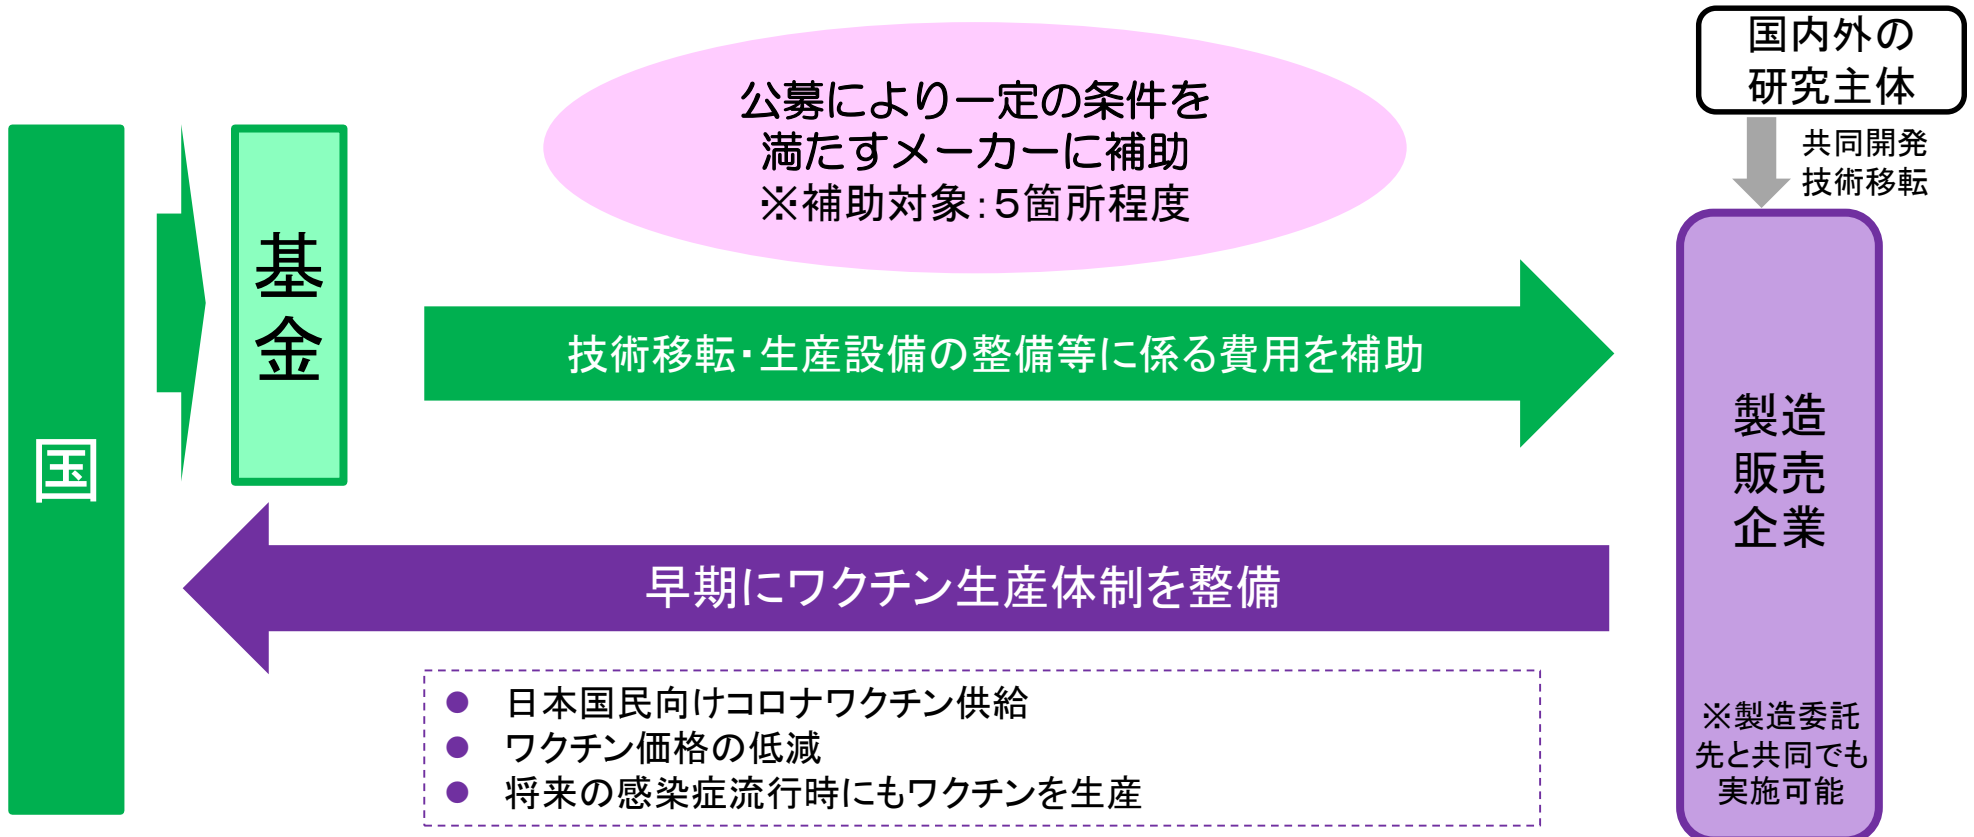 国内外の
研究主体
公募により一定の条件を
満たすメーカーに補助
※補助対象:5箇所程度
共同開発
技術移転
国
基
金
技術移転・生産設備の整備等に係る費用を補助
製造
販売
企業
早期にワクチン生産体制を整備
● 日本国民向けコロナワクチン供給
● ワクチン価格の低減
● 将来の感染症流行時にもワクチンを生産
※製造委託
先と共同でも
実施可能